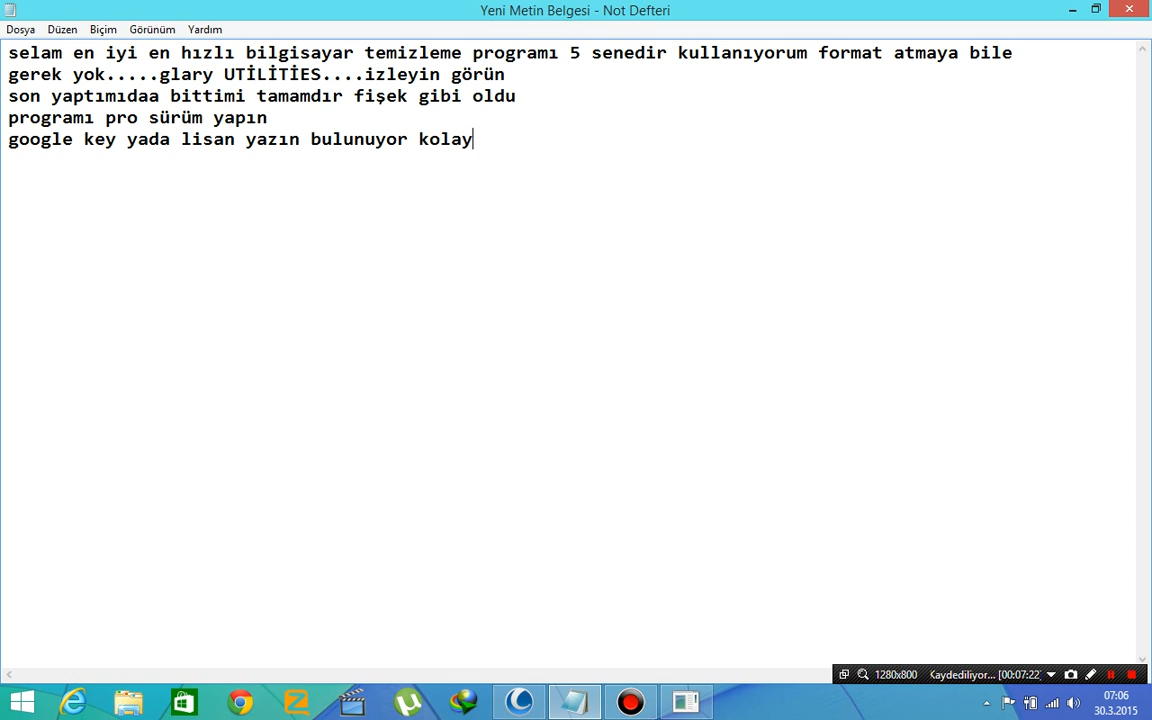 Yeni Metin Belgesi - Not Defteri
Dosya Düzen Biçim Görünüm Yardım
selam en iyi en hızlı bilgisayar temizleme programı 5 senedir kullanıyorum format atmaya bile
gerek yok.....glary UTİLİTİES....izleyin görün
son yaptımıdaa bittimi tamamdır fişek gibi oldu
programı pro sürüm yapın
google key yada lisan yazın bulunuyor kolay
1280x800 Kaydediliyor... [00:07:22]
07:06
30.3.2015